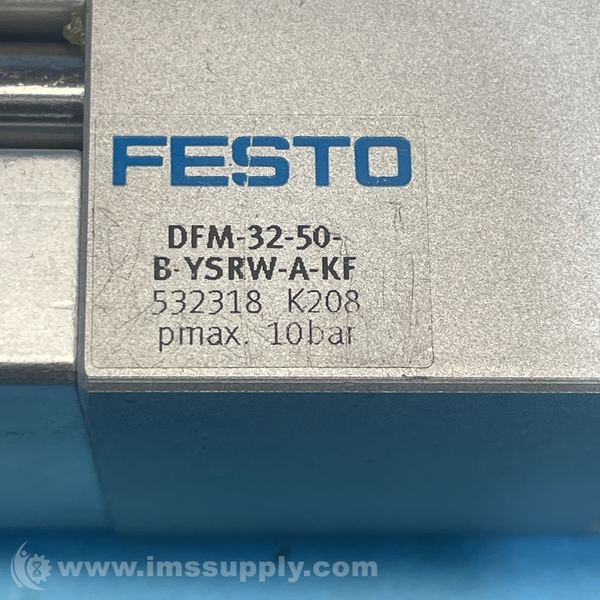 FESTO
DFM-32-50-
B-YSRW-A-KF
532318 K208
pmax. 10bar
www.imssupply.com